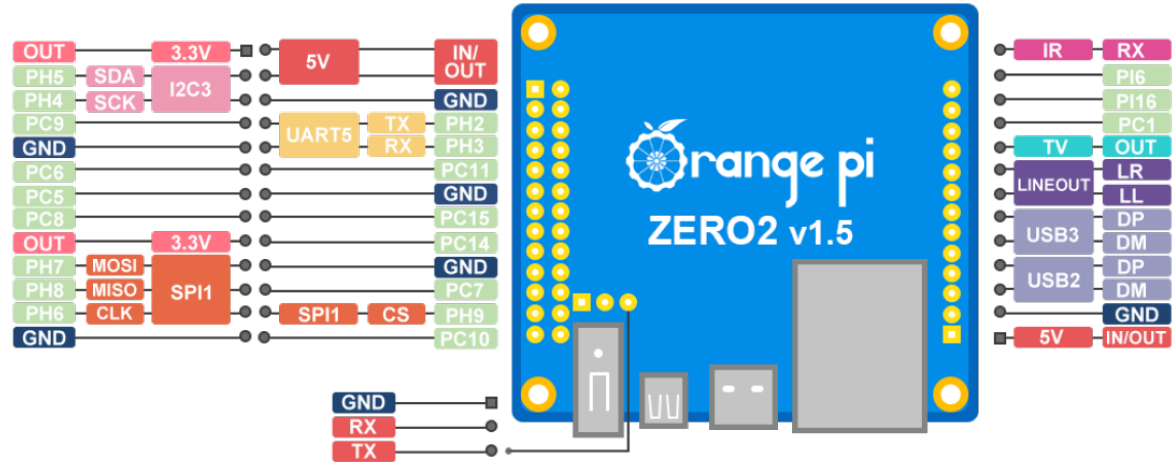 OUT 3.3V 5V IN/OUT
PH5 SDA I2C3
PH4 SCK GND
PC9 UART5 TX PH2
GND RX PH3
PC6 PC11
PC5 GND
PC8 PC15
OUT 3.3V PC14
PH7 MOSI SPI1 GND
PH8 MISO PC7
PH6 CLK SPI1 CS PH9
GND PC10
GND
RX
TX
Orange pi
ZERO2 v1.5
IR RX
PI6
PI16
PC1
TV OUT
LINEOUT LR
LL
USB3 DP
DM
USB2 DP
DM
GND
5V IN/OUT